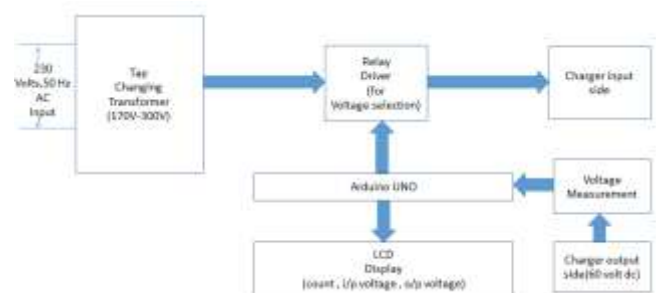 230
Volts,50 Hz
AC
Input
Tap
Changing
Transformer
(170V-300V)
Relay
Driver
(for
Voltage selection)
Charger input
side
Arduino UNO
Voltage
Measurement
LCD
Display
(count , i/p voltage , o/p voltage)
Charger output
side(60 volt dc)